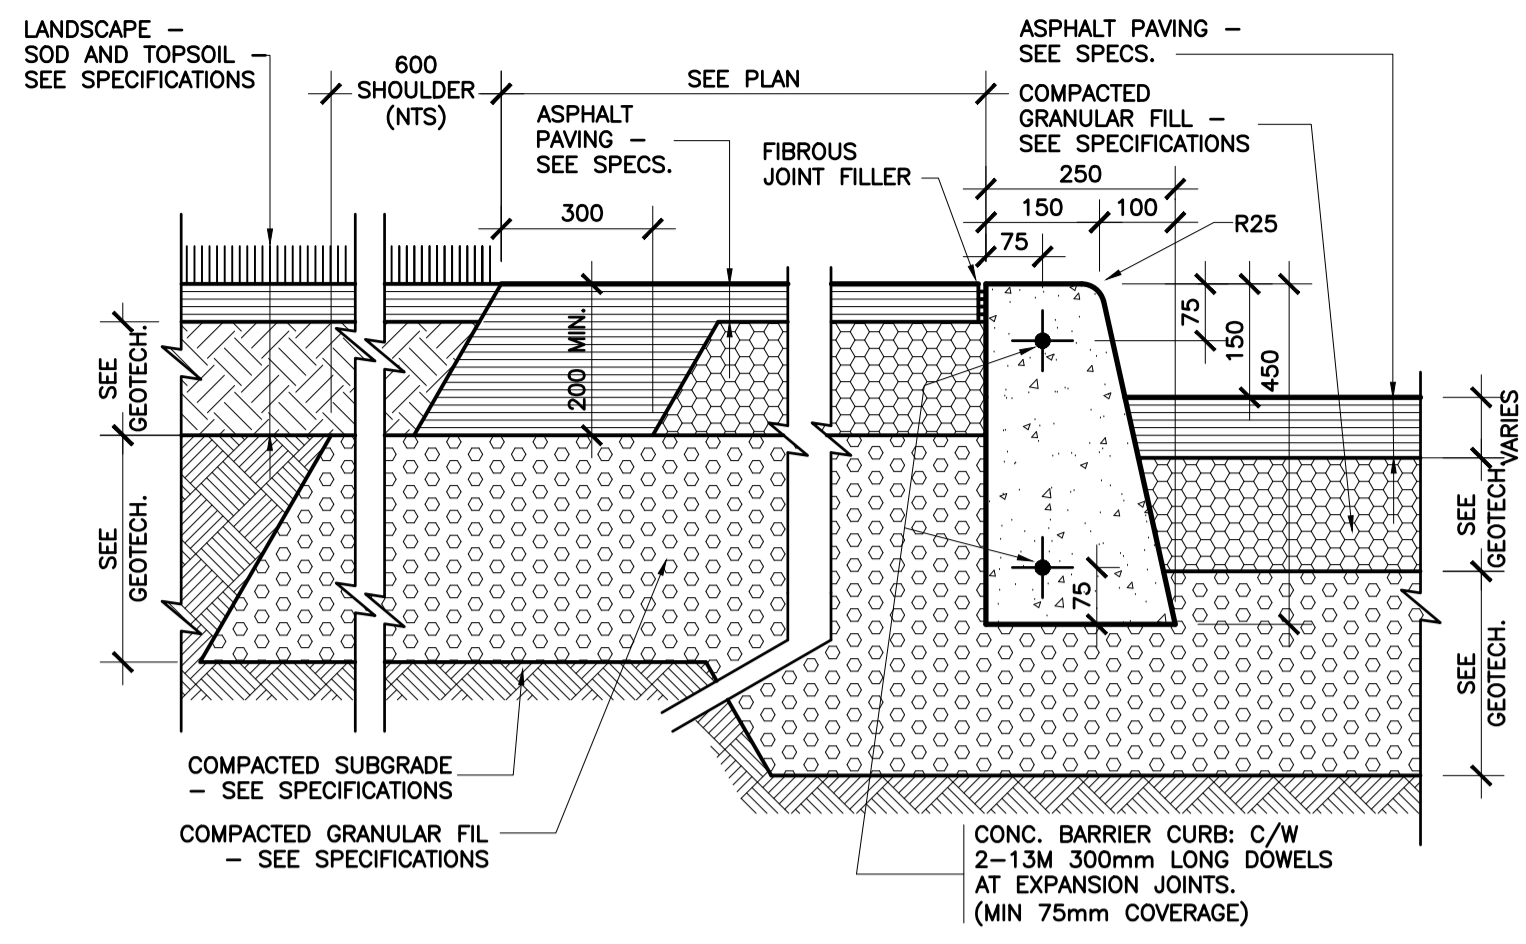 LANDSCAPE –
SOD AND TOPSOIL –
SEE SPECIFICATIONS
600
SHOULDER
(NTS)
SEE PLAN
ASPHALT
PAVING –
SEE SPECS.
300
FIBROUS
JOINT FILLER
ASPHALT PAVING –
SEE SPECS.
COMPACTED
GRANULAR FILL –
SEE SPECIFICATIONS
250
150
100
75
R25
75
150
450
200 MIN.
SEE
GEOTECH.
SEE
GEOTECH.
VARIES
SEE
GEOTECH.
SEE
GEOTECH.
75
COMPACTED SUBGRADE
– SEE SPECIFICATIONS
COMPACTED GRANULAR FIL
– SEE SPECIFICATIONS
CONC. BARRIER CURB: C/W
2–13M 300mm LONG DOWELS
AT EXPANSION JOINTS.
(MIN 75mm COVERAGE)